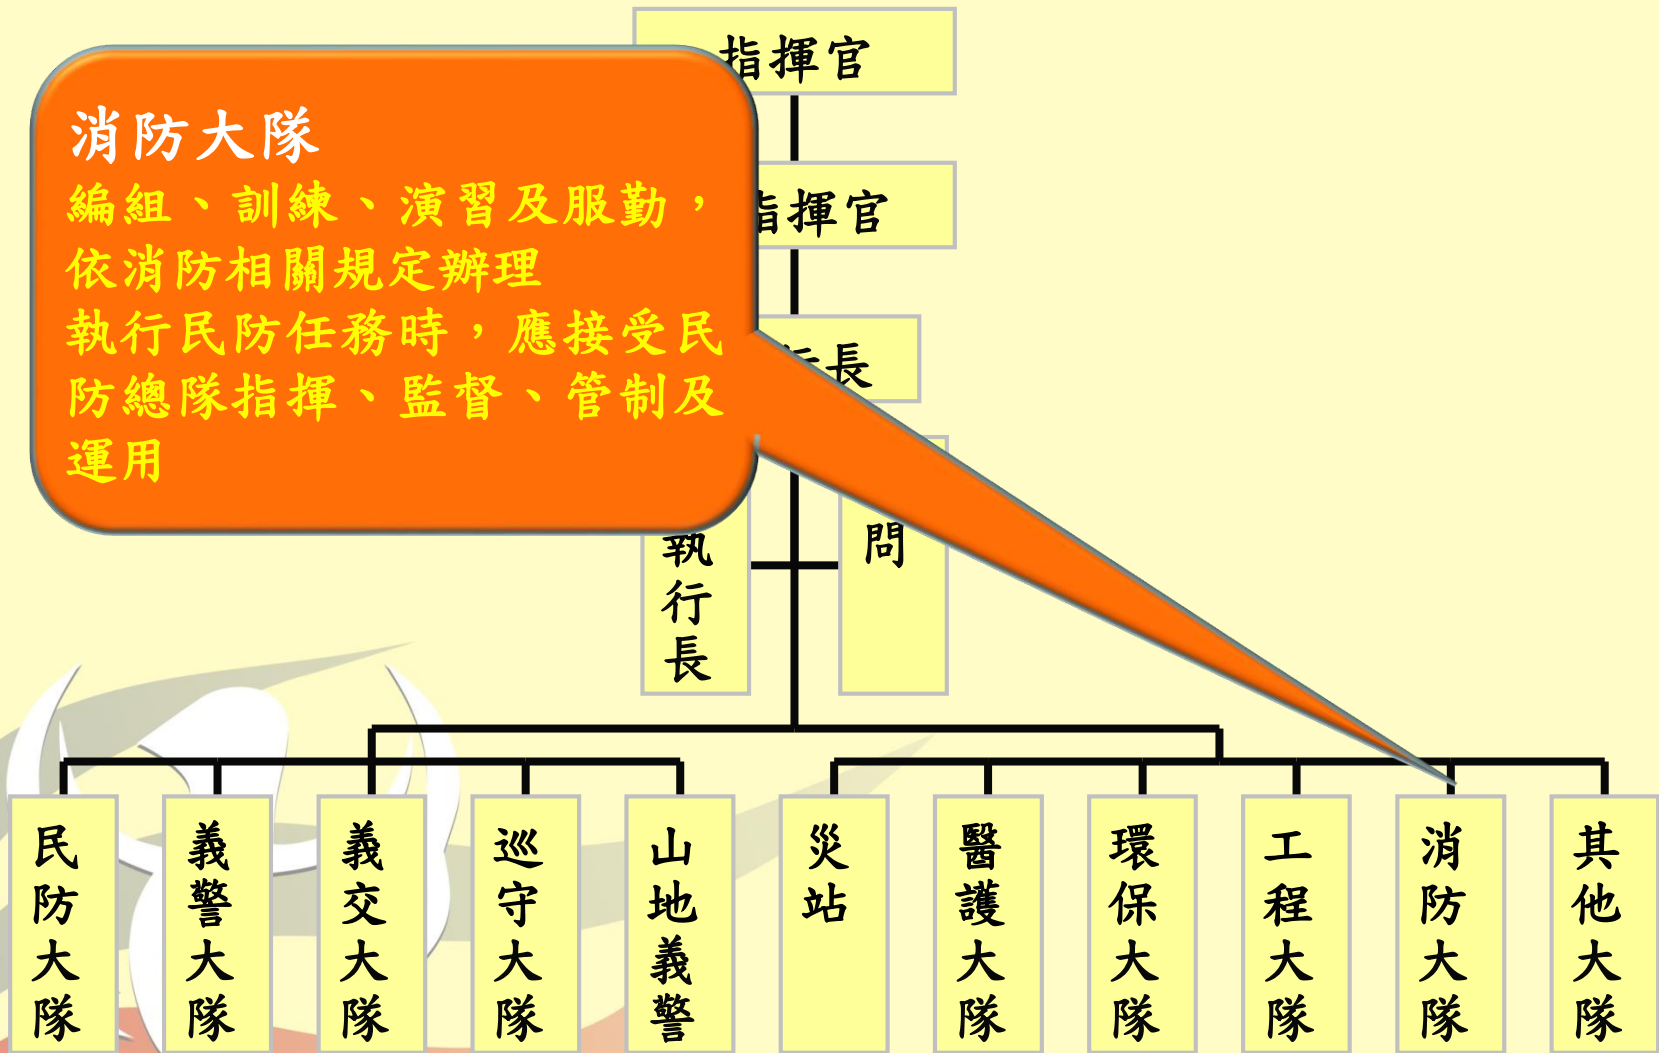 指揮官
消防大隊
編組、訓練、演習及服勤，
依消防相關規定辦理
執行民防任務時，應接受民
防總隊指揮、監督、管制及
運用
指揮官
行長
執行長
問
民防大隊
義警大隊
義交大隊
巡守大隊
山地義警
災站
醫護大隊
環保大隊
工程大隊
消防大隊
其他大隊